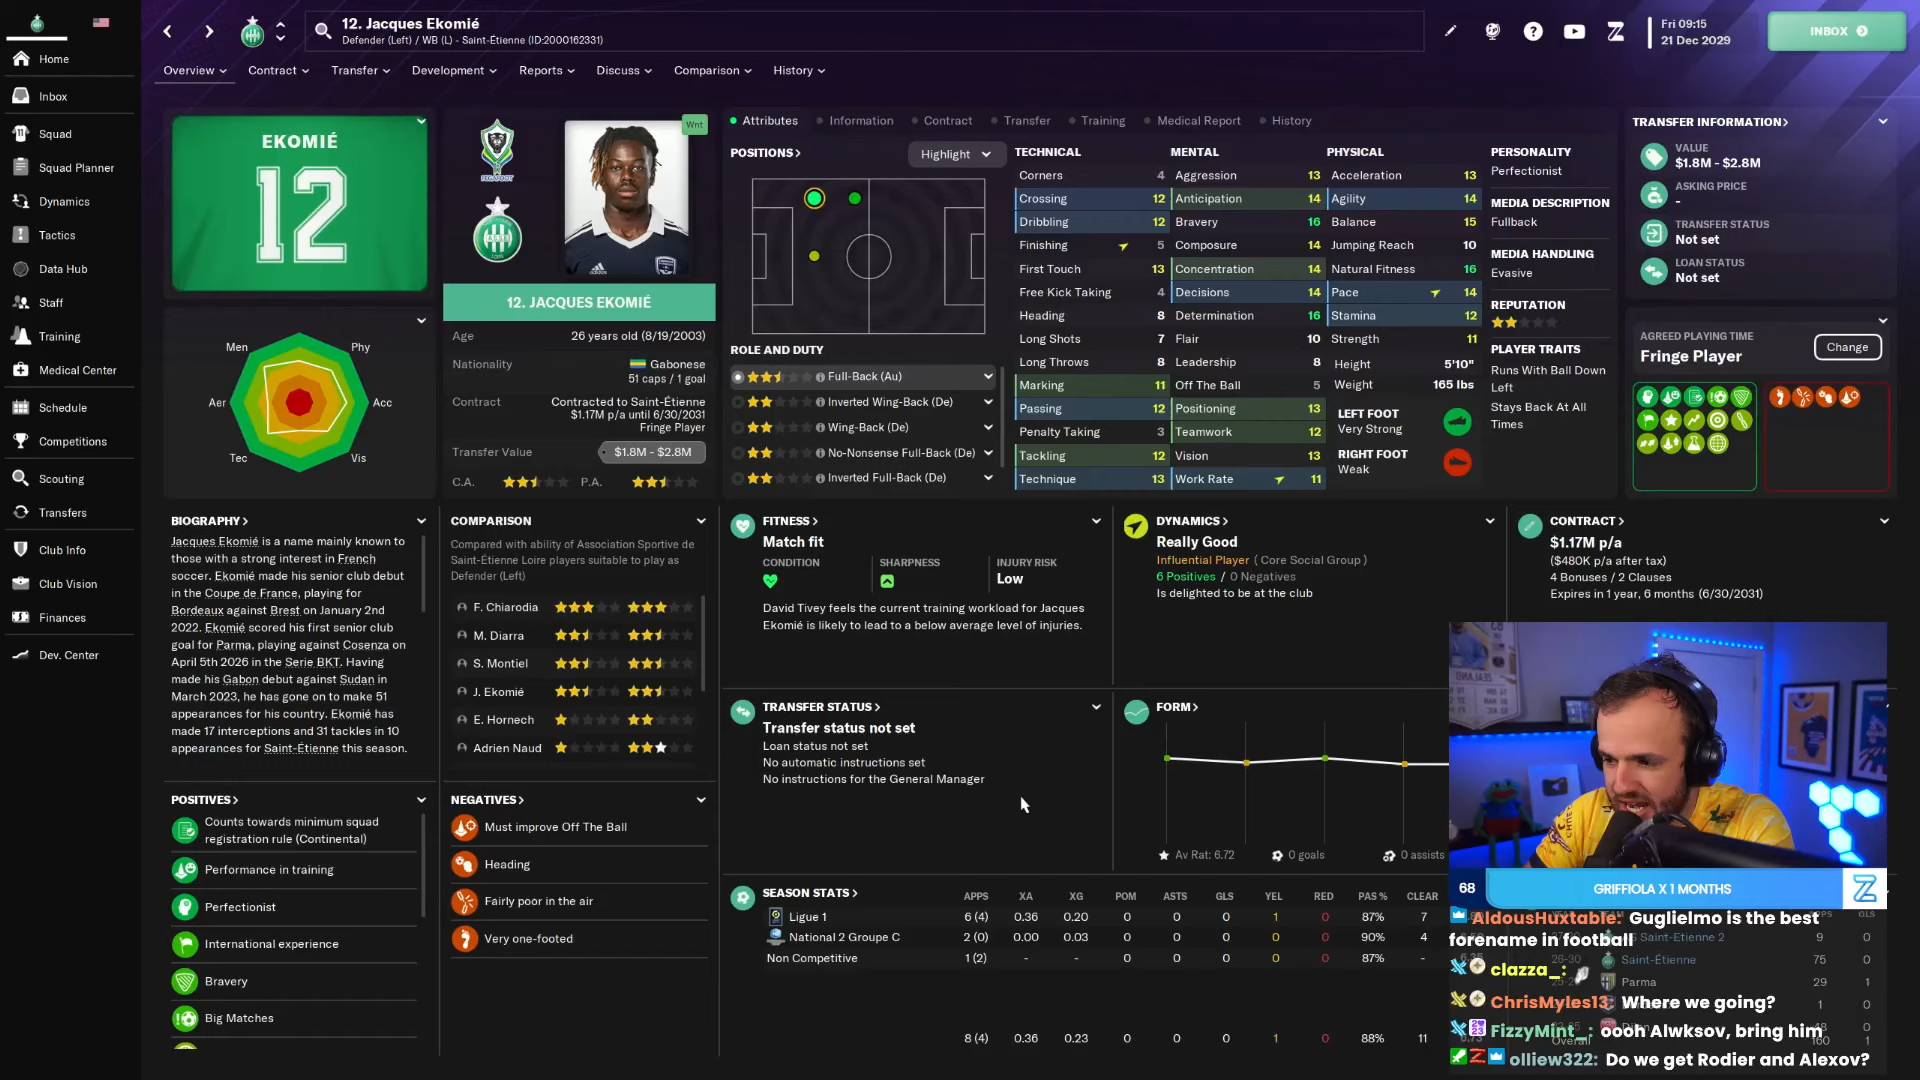 12. Jacques Ekomié
Defender (Left) / WB (L) - Saint-Étienne (ID:2000162331)
Fri 09:15
21 Dec 2029
INBOX
Overview
Contract
Transfer
Development
Reports
Discuss
Comparison
History
Home
Inbox
Squad
Squad Planner
Dynamics
Tactics
Data Hub
Staff
Training
Medical Center
Schedule
Competitions
Scouting
Transfers
Club Info
Club Vision
Finances
Dev. Center
EKOMIÉ
12
Men
Phy
Aer
Acc
Tec
Vis
Wnt
12. JACQUES EKOMIÉ
Age 26 years old (8/19/2003)
Nationality Gabonese
51 caps / 1 goal
Contract Contracted to Saint-Étienne
$1.17M p/a until 6/30/2031
Fringe Player
Transfer Value $1.8M - $2.8M
C.A. P.A.
Attributes
Information
Contract
Transfer
Training
Medical Report
History
POSITIONS>
Highlight
ROLE AND DUTY
Full-Back (Au)
Inverted Wing-Back (De)
Wing-Back (De)
No-Nonsense Full-Back (De)
Inverted Full-Back (De)
TECHNICAL
Corners 4
Crossing 12
Dribbling 12
Finishing 5
First Touch 13
Free Kick Taking 4
Heading 8
Long Shots 7
Long Throws 8
Marking 11
Passing 12
Penalty Taking 3
Tackling 12
Technique 13
MENTAL
Aggression 13
Anticipation 14
Bravery 16
Composure 14
Concentration 14
Decisions 14
Determination 16
Flair 10
Leadership 8
Off The Ball 5
Positioning 13
Teamwork 12
Vision 13
Work Rate 11
PHYSICAL
Acceleration 13
Agility 14
Balance 15
Jumping Reach 10
Natural Fitness 16
Pace 14
Stamina 12
Strength 11
Height 5'10"
Weight 165 lbs
LEFT FOOT
Very Strong
RIGHT FOOT
Weak
PERSONALITY
Perfectionist
MEDIA DESCRIPTION
Fullback
MEDIA HANDLING
Evasive
REPUTATION
PLAYER TRAITS
Runs With Ball Down
Left
Stays Back At All
Times
TRANSFER INFORMATION>
VALUE
$1.8M - $2.8M
ASKING PRICE
-
TRANSFER STATUS
Not set
LOAN STATUS
Not set
AGREED PLAYING TIME
Fringe Player
Change
BIOGRAPHY>
Jacques Ekomié is a name mainly known to
those with a strong interest in French
soccer. Ekomié made his senior club debut
in the Coupe de France, playing for
Bordeaux against Brest on January 2nd
2022. Ekomié scored his first senior club
goal for Parma, playing against Cosenza on
April 5th 2026 in the Serie BKT. Having
made his Gabon debut against Sudan in
March 2023, he has gone on to make 51
appearances for his country. Ekomié has
made 17 interceptions and 31 tackles in 10
appearances for Saint-Étienne this season.
COMPARISON
Compared with ability of Association Sportive de
Saint-Étienne Loire players suitable to play as
Defender (Left)
F. Chiarodia
M. Diarra
S. Montiel
J. Ekomié
E. Hornech
Adrien Naud
FITNESS>
Match fit
CONDITION
SHARPNESS
INJURY RISK
Low
David Tivey feels the current training workload for Jacques
Ekomié is likely to lead to a below average level of injuries.
DYNAMICS>
Really Good
Influential Player ( Core Social Group )
6 Positives / 0 Negatives
Is delighted to be at the club
CONTRACT>
$1.17M p/a
($480K p/a after tax)
4 Bonuses / 2 Clauses
Expires in 1 year, 6 months (6/30/2031)
TRANSFER STATUS>
Transfer status not set
Loan status not set
No automatic instructions set
No instructions for the General Manager
FORM>
Av Rat: 6.72
0 goals
0 assists
POSITIVES>
Counts towards minimum squad
registration rule (Continental)
Performance in training
Perfectionist
International experience
Bravery
Big Matches
NEGATIVES>
Must improve Off The Ball
Heading
Fairly poor in the air
Very one-footed
SEASON STATS>
APPS XA XG POM ASTS GLS YEL RED PAS % CLEAR
Ligue 1 6 (4) 0.36 0.20 0 0 0 1 0 87% 7
National 2 Groupe C 2 (0) 0.00 0.03 0 0 0 0 0 90% 4
Non Competitive 1 (2) - - 0 0 0 0 0 87% -
8 (4) 0.36 0.23 0 0 0 1 0 88% 11
68
GRIFFIOLA X 1 MONTHS
AldousHuxtable: Guglielmo is the best
forename in football
clazza_:
ChrisMyles13: Where we going?
FizzyMint_: oooh Alwksov, bring him
olliew322: Do we get Rodier and Alexov?
Saint-Etienne 2 9 0
Saint-Étienne 75 0
Parma 29 1
1 0
Overall 160 1